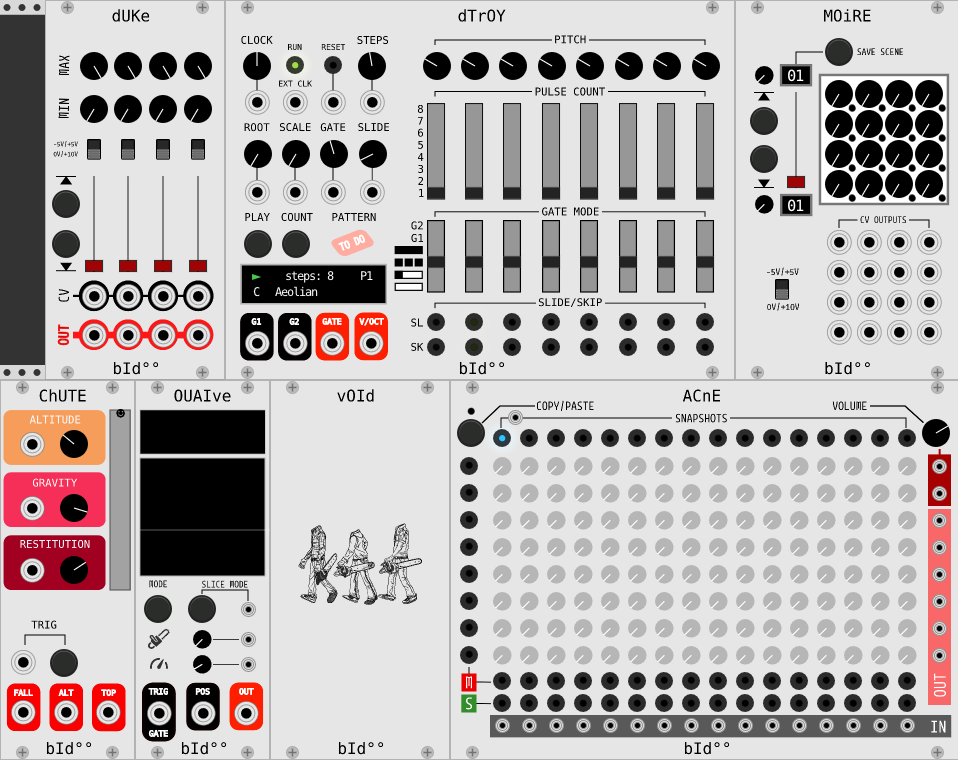 dUKe
MAX
MIN
-5V/+5V
0V/+10V
CV
OUT
bId°°
dTrOY
CLOCK
RUN
RESET
STEPS
EXT CLK
ROOT
SCALE
GATE
SLIDE
PLAY
COUNT
PATTERN
TO DO
► steps: 8 P1
C Aeolian
G1
G2
GATE
V/OCT
PITCH
PULSE COUNT
8
7
6
5
4
3
2
1
GATE MODE
G2
G1
SLIDE/SKIP
SL
SK
bId°°
MOiRE
SAVE SCENE
01
01
CV OUTPUTS
-5V/+5V
0V/+10V
bId°°
ChUTE
ALTITUDE
GRAVITY
RESTITUTION
TRIG
FALL
ALT
TOP
bId°°
OUAIve
MODE
SLICE MODE
TRIG
GATE
POS
OUT
bId°°
vOId
bId°°
ACnE
COPY/PASTE
SNAPSHOTS
VOLUME
M
S
OUT
IN
bId°°